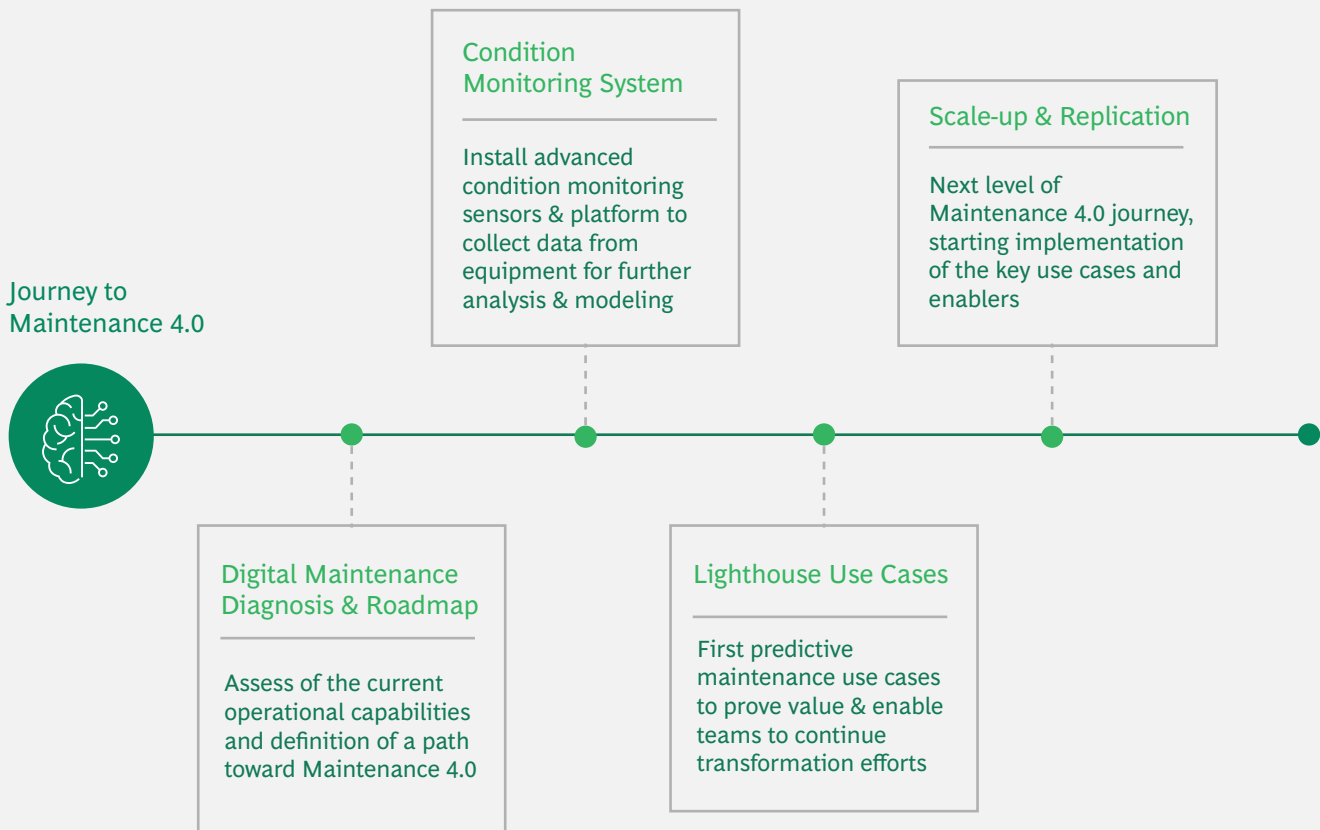 Journey to
Maintenance 4.0
Digital Maintenance
Diagnosis & Roadmap
Assess of the current
operational capabilities
and definition of a path
toward Maintenance 4.0
Condition
Monitoring System
Install advanced
condition monitoring
sensors & platform to
collect data from
equipment for further
analysis & modeling
Lighthouse Use Cases
First predictive
maintenance use cases
to prove value & enable
teams to continue
transformation efforts
Scale-up & Replication
Next level of
Maintenance 4.0 journey,
starting implementation
of the key use cases and
enablers